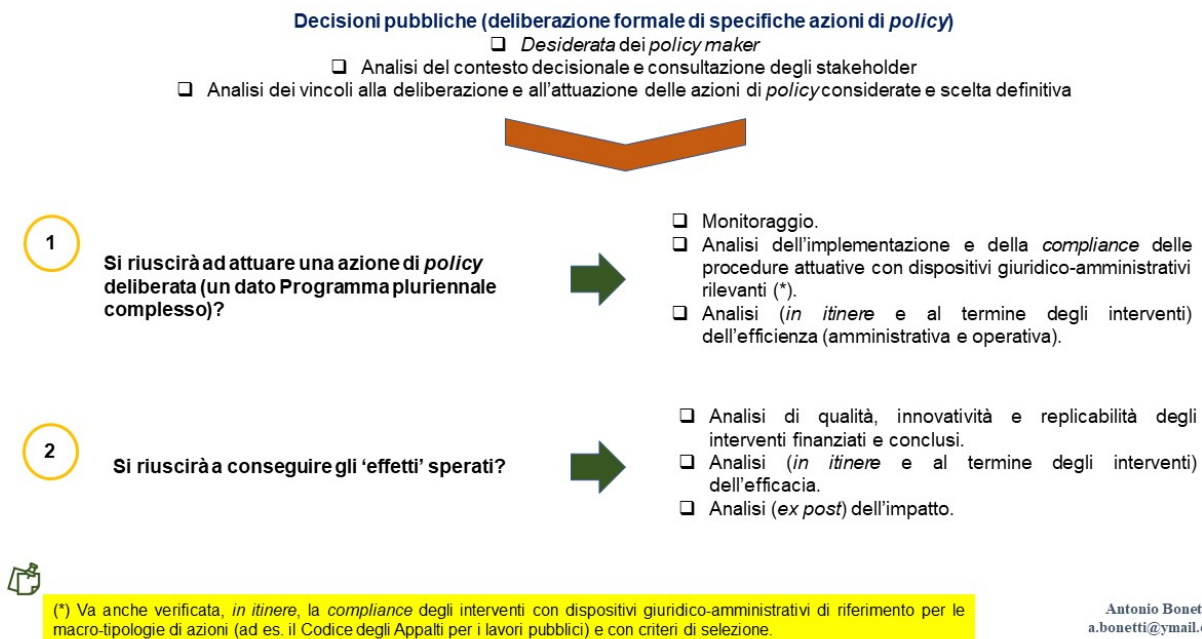 Decisioni pubbliche (deliberazione formale di specifiche azioni di policy)
❑ Desiderata dei policy maker
❑ Analisi del contesto decisionale e consultazione degli stakeholder
❑ Analisi dei vincoli alla deliberazione e all'attuazione delle azioni di policy considerate e scelta definitiva
1
Si riuscirà ad attuare una azione di policy
deliberata (un dato Programma pluriennale
complesso)?
❑ Monitoraggio.
❑ Analisi dell'implementazione e della compliance delle
procedure attuative con dispositivi giuridico-amministrativi
rilevanti (*).
❑ Analisi (in itinere e al termine degli interventi)
dell'efficienza (amministrativa e operativa).
2
Si riuscirà a conseguire gli 'effetti' sperati?
❑ Analisi di qualità, innovatività e replicabilità degli
interventi finanziati e conclusi.
❑ Analisi (in itinere e al termine degli interventi)
dell'efficacia.
❑ Analisi (ex post) dell'impatto.
(*) Va anche verificata, in itinere, la compliance degli interventi con dispositivi giuridico-amministrativi di riferimento per le
macro-tipologie di azioni (ad es. il Codice degli Appalti per i lavori pubblici) e con criteri di selezione.
Antonio Bonet
a.bonetti@ymail.c